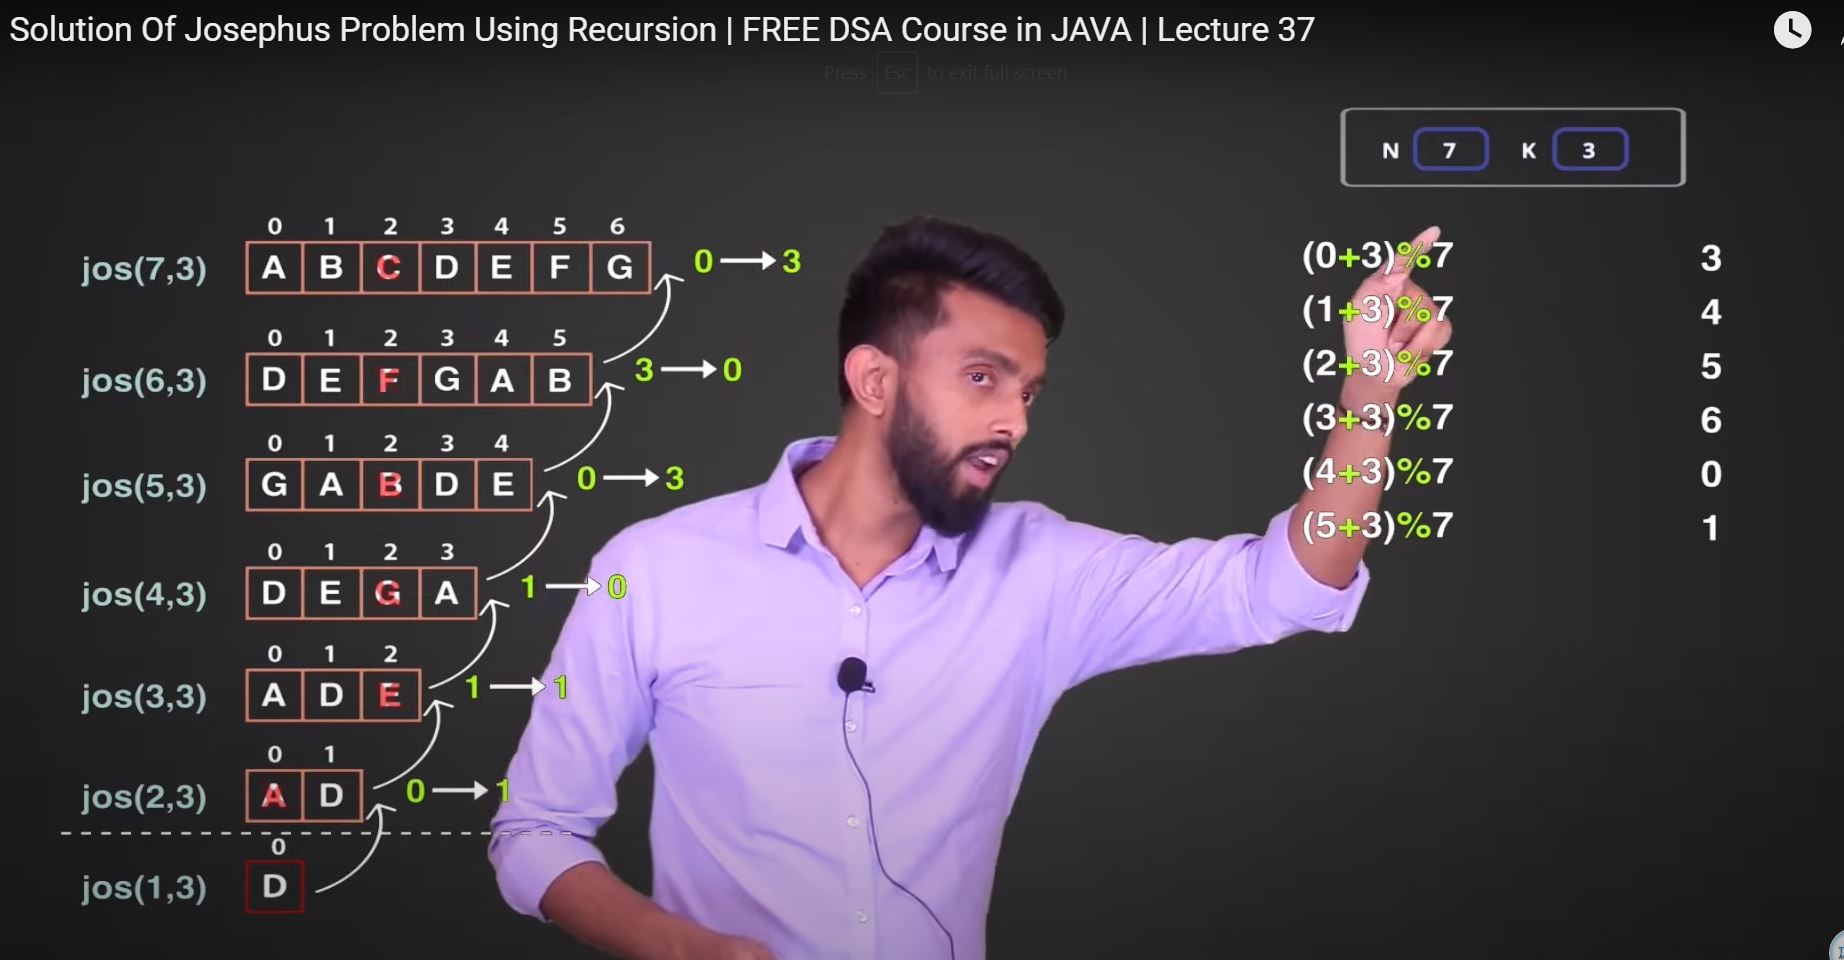 Solution Of Josephus Problem Using Recursion | FREE DSA Course in JAVA | Lecture 37
Press Esc to exit full screen
N 7 K 3
0 1 2 3 4 5 6
jos(7,3) A B C D E F G 0 → 3
0 1 2 3 4 5
jos(6,3) D E F G A B 3 → 0
0 1 2 3 4
jos(5,3) G A B D E 0 → 3
0 1 2 3
jos(4,3) D E G A 1 → 0
0 1 2
jos(3,3) A D E 1 → 1
0 1
jos(2,3) A D 0 → 1
0
jos(1,3) D
(0+3)%7 3
(1+3)%7 4
(2+3)%7 5
(3+3)%7 6
(4+3)%7 0
(5+3)%7 1